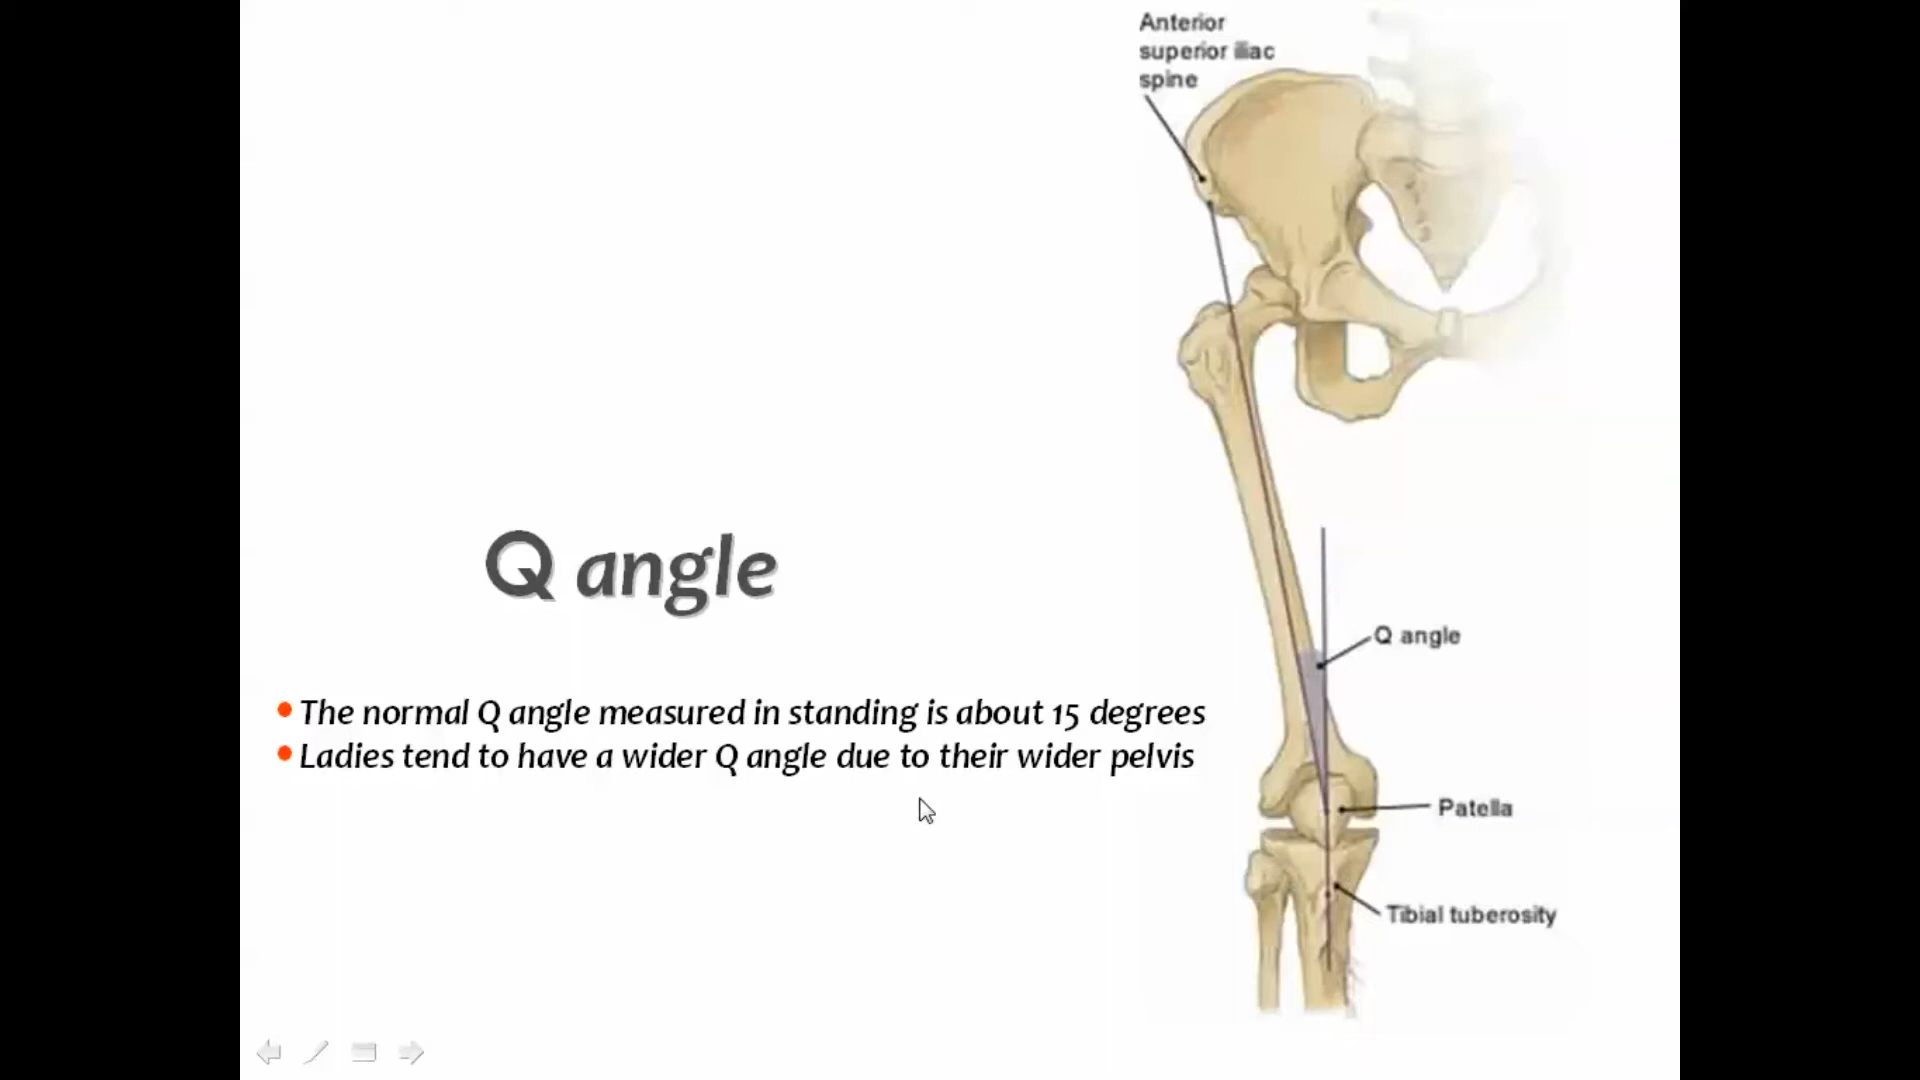 Anterior
superior iliac
spine
Q angle
Q angle
• The normal Q angle measured in standing is about 15 degrees
• Ladies tend to have a wider Q angle due to their wider pelvis
Patella
Tibial tuberosity